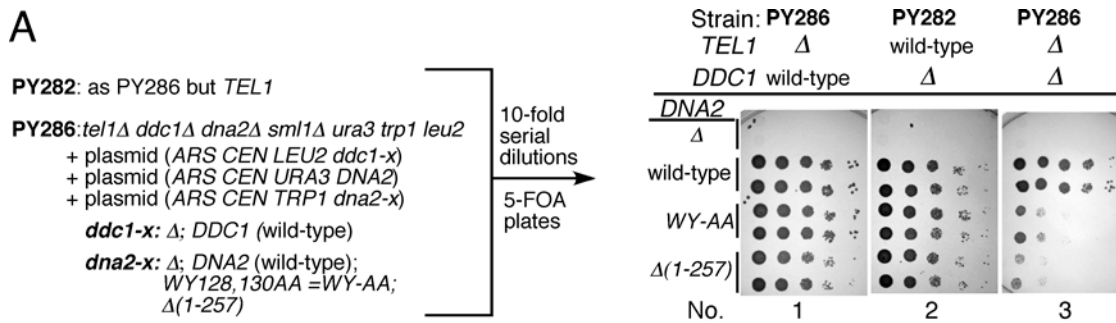 A
PY282: as PY286 but TEL1
PY286:tel1Δ ddc1Δ dna2Δ sml1Δ ura3 trp1 leu2
+ plasmid (ARS CEN LEU2 ddc1-x)
+ plasmid (ARS CEN URA3 DNA2)
+ plasmid (ARS CEN TRP1 dna2-x)
ddc1-x: Δ; DDC1 (wild-type)
dna2-x: Δ; DNA2 (wild-type);
WY128,130AA =WY-AA;
Δ(1-257)
10-fold
serial
dilutions
5-FOA
plates
Strain: PY286 PY282 PY286
TEL1 Δ wild-type Δ
DDC1 wild-type Δ Δ
DNA2
Δ
wild-type
WY-AA
Δ(1-257)
No. 1 2 3